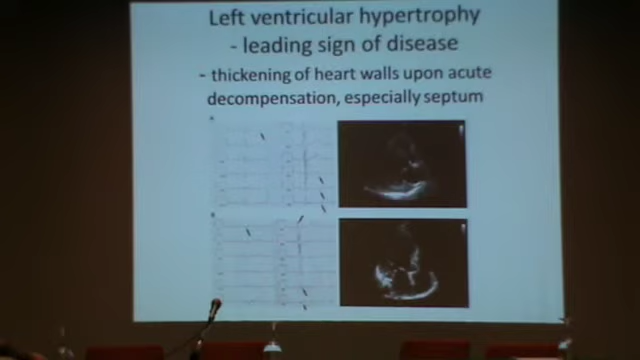 Left ventricular hypertrophy
- leading sign of disease
- thickening of heart walls upon acute
decompensation, especially septum
A
B